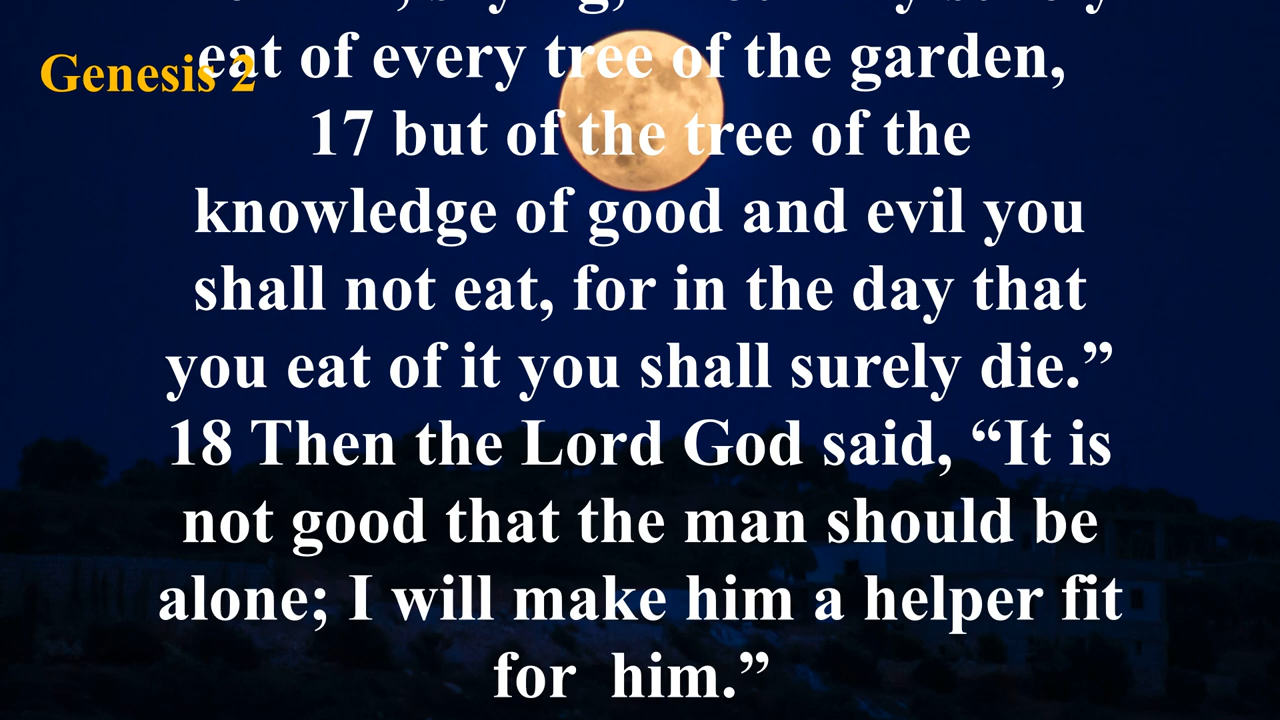 Genesis 2
eat of every tree of the garden,
17 but of the tree of the
knowledge of good and evil you
shall not eat, for in the day that
you eat of it you shall surely die.”
18 Then the Lord God said, “It is
not good that the man should be
alone; I will make him a helper fit
for  him.”